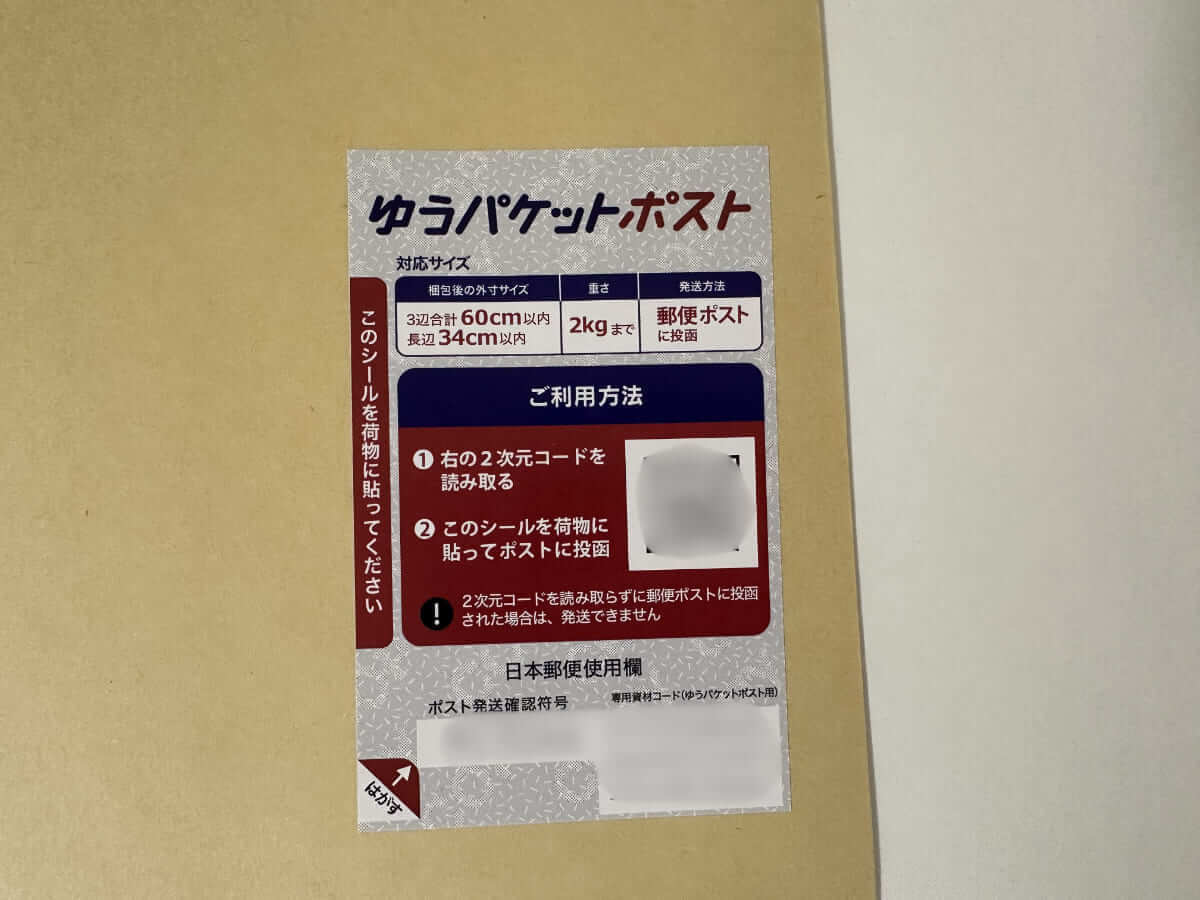 ゆうパケットポスト
対応サイズ
梱包後の外寸サイズ
重さ
発送方法
3辺合計60cm以内
長辺34cm以内
2kgまで
郵便ポスト
に投函
このシールを荷物に貼ってください
ご利用方法
❶ 右の2次元コードを
読み取る
❷ このシールを荷物に
貼ってポストに投函
! 2次元コードを読み取らずに郵便ポストに投函
された場合は、発送できません
日本郵便使用欄
ポスト発送確認符号
専用資材コード(ゆうパケットポスト用)
はがす